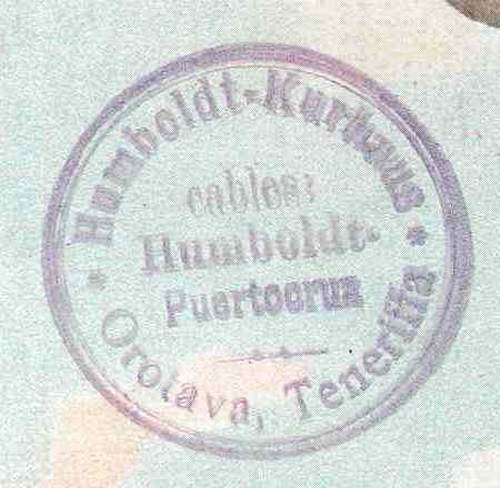 Humboldt-Kurhaus
cables:
Humboldt-
Puertocruz
Orotava, Teneriffa